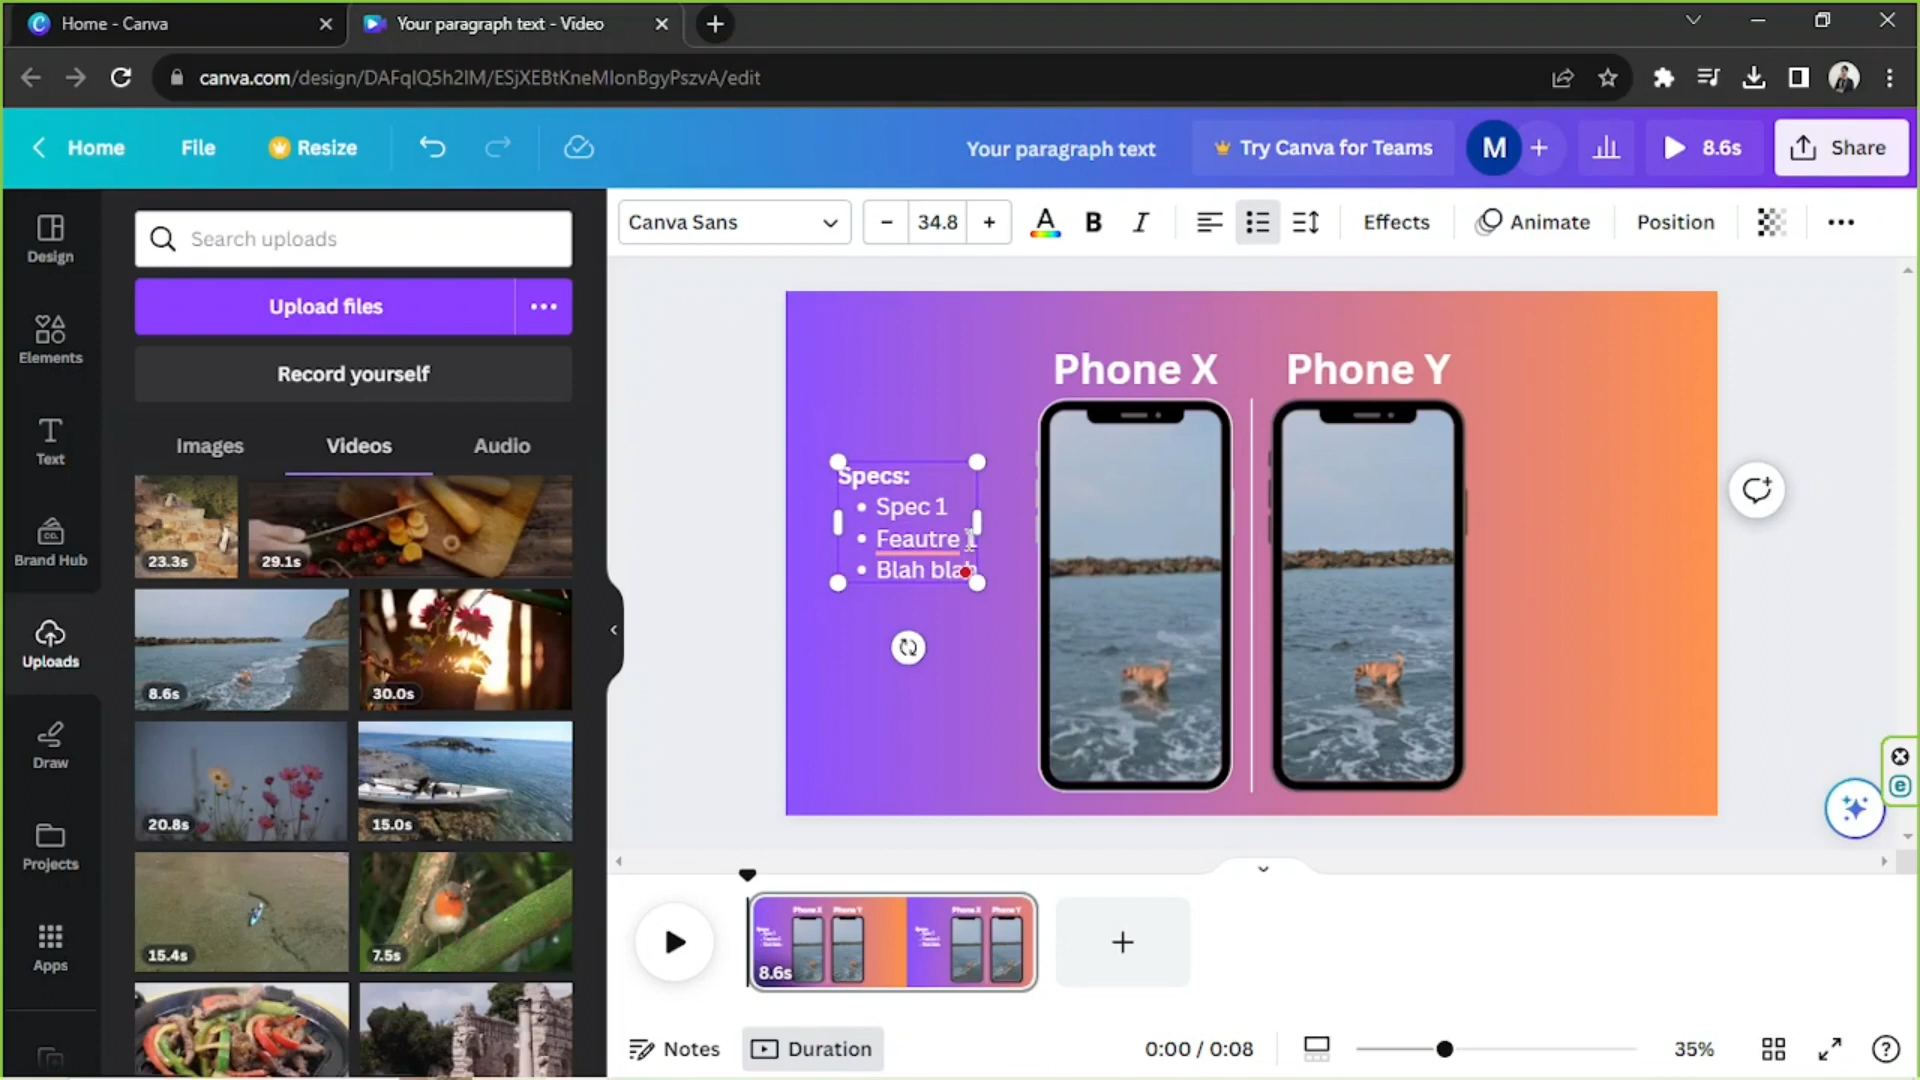 Home - Canva
Your paragraph text - Video
canva.com/design/DAFqIQ5h2lM/ESjXEBtKneMIonBgyPszvA/edit
Home
File
Resize
Your paragraph text
Try Canva for Teams
M
8.6s
Share
Design
Elements
Text
Brand Hub
Uploads
Draw
Projects
Apps
Search uploads
Upload files
Record yourself
Images
Videos
Audio
23.3s
29.1s
8.6s
30.0s
20.8s
15.0s
15.4s
7.5s
Canva Sans
34.8
A
B
I
Effects
Animate
Position
Phone X
Phone Y
Specs:
Spec 1
Feautre 1
Blah blah
8.6s
Notes
Duration
0:00 / 0:08
35%